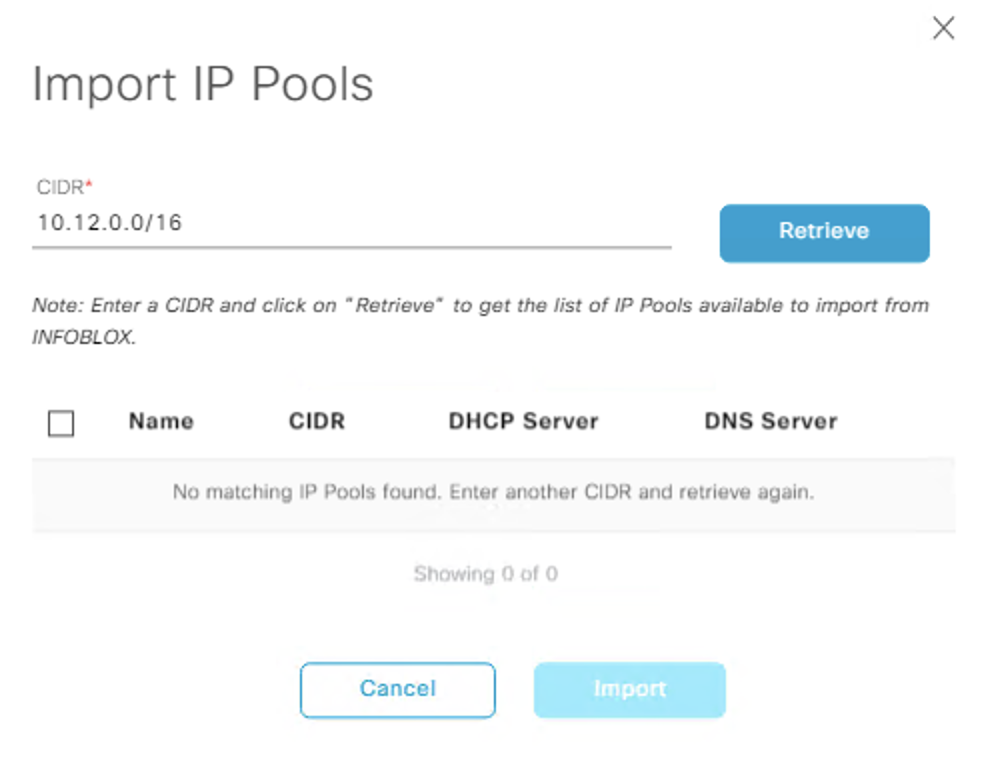 Import IP Pools
CIDR*
10.12.0.0/16
Retrieve
Note: Enter a CIDR and click on "Retrieve" to get the list of IP Pools available to import from
INFOBLOX.
Name CIDR DHCP Server DNS Server
No matching IP Pools found. Enter another CIDR and retrieve again.
Showing 0 of 0
Cancel Import